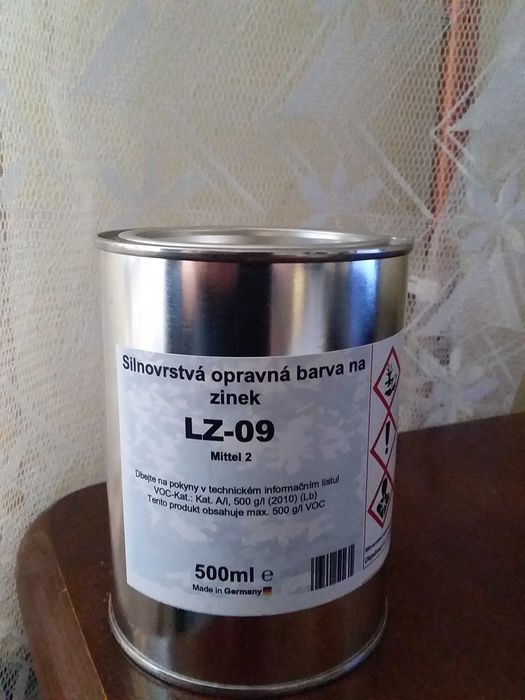 Silnovrstvá opravná barva na
zinek
LZ-09
Mittel 2
Dbejte na pokyny v technickém informačním listu!
VOC-Kat.: Kat. A/i, 500 g/l (2010) (Lb)
Tento produkt obsahuje max. 500 g/l VOC
500ml e
Made in Germany